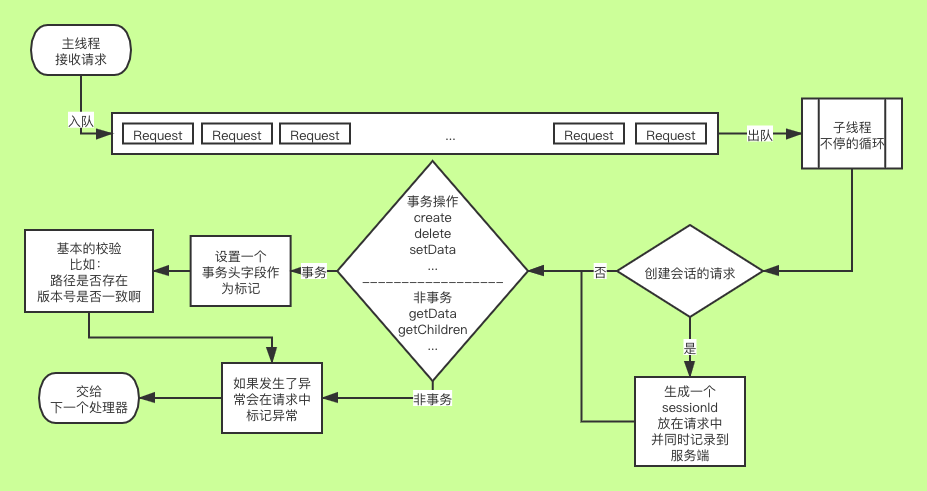 主线程
接收请求
入队
Request
Request
Request
...
Request
Request
出队
子线程
不停的循环
创建会话的请求
是
生成一个
sessionId
放在请求中
并同时记录到
服务端
否
事务操作
create
delete
setData
...
------------------
非事务
getData
getChildren
...
事务
设置一个
事务头字段作
为标记
基本的校验
比如：
路径是否存在
版本号是否一致啊
非事务
如果发生了异
常会在请求中
标记异常
交给
下一个处理器